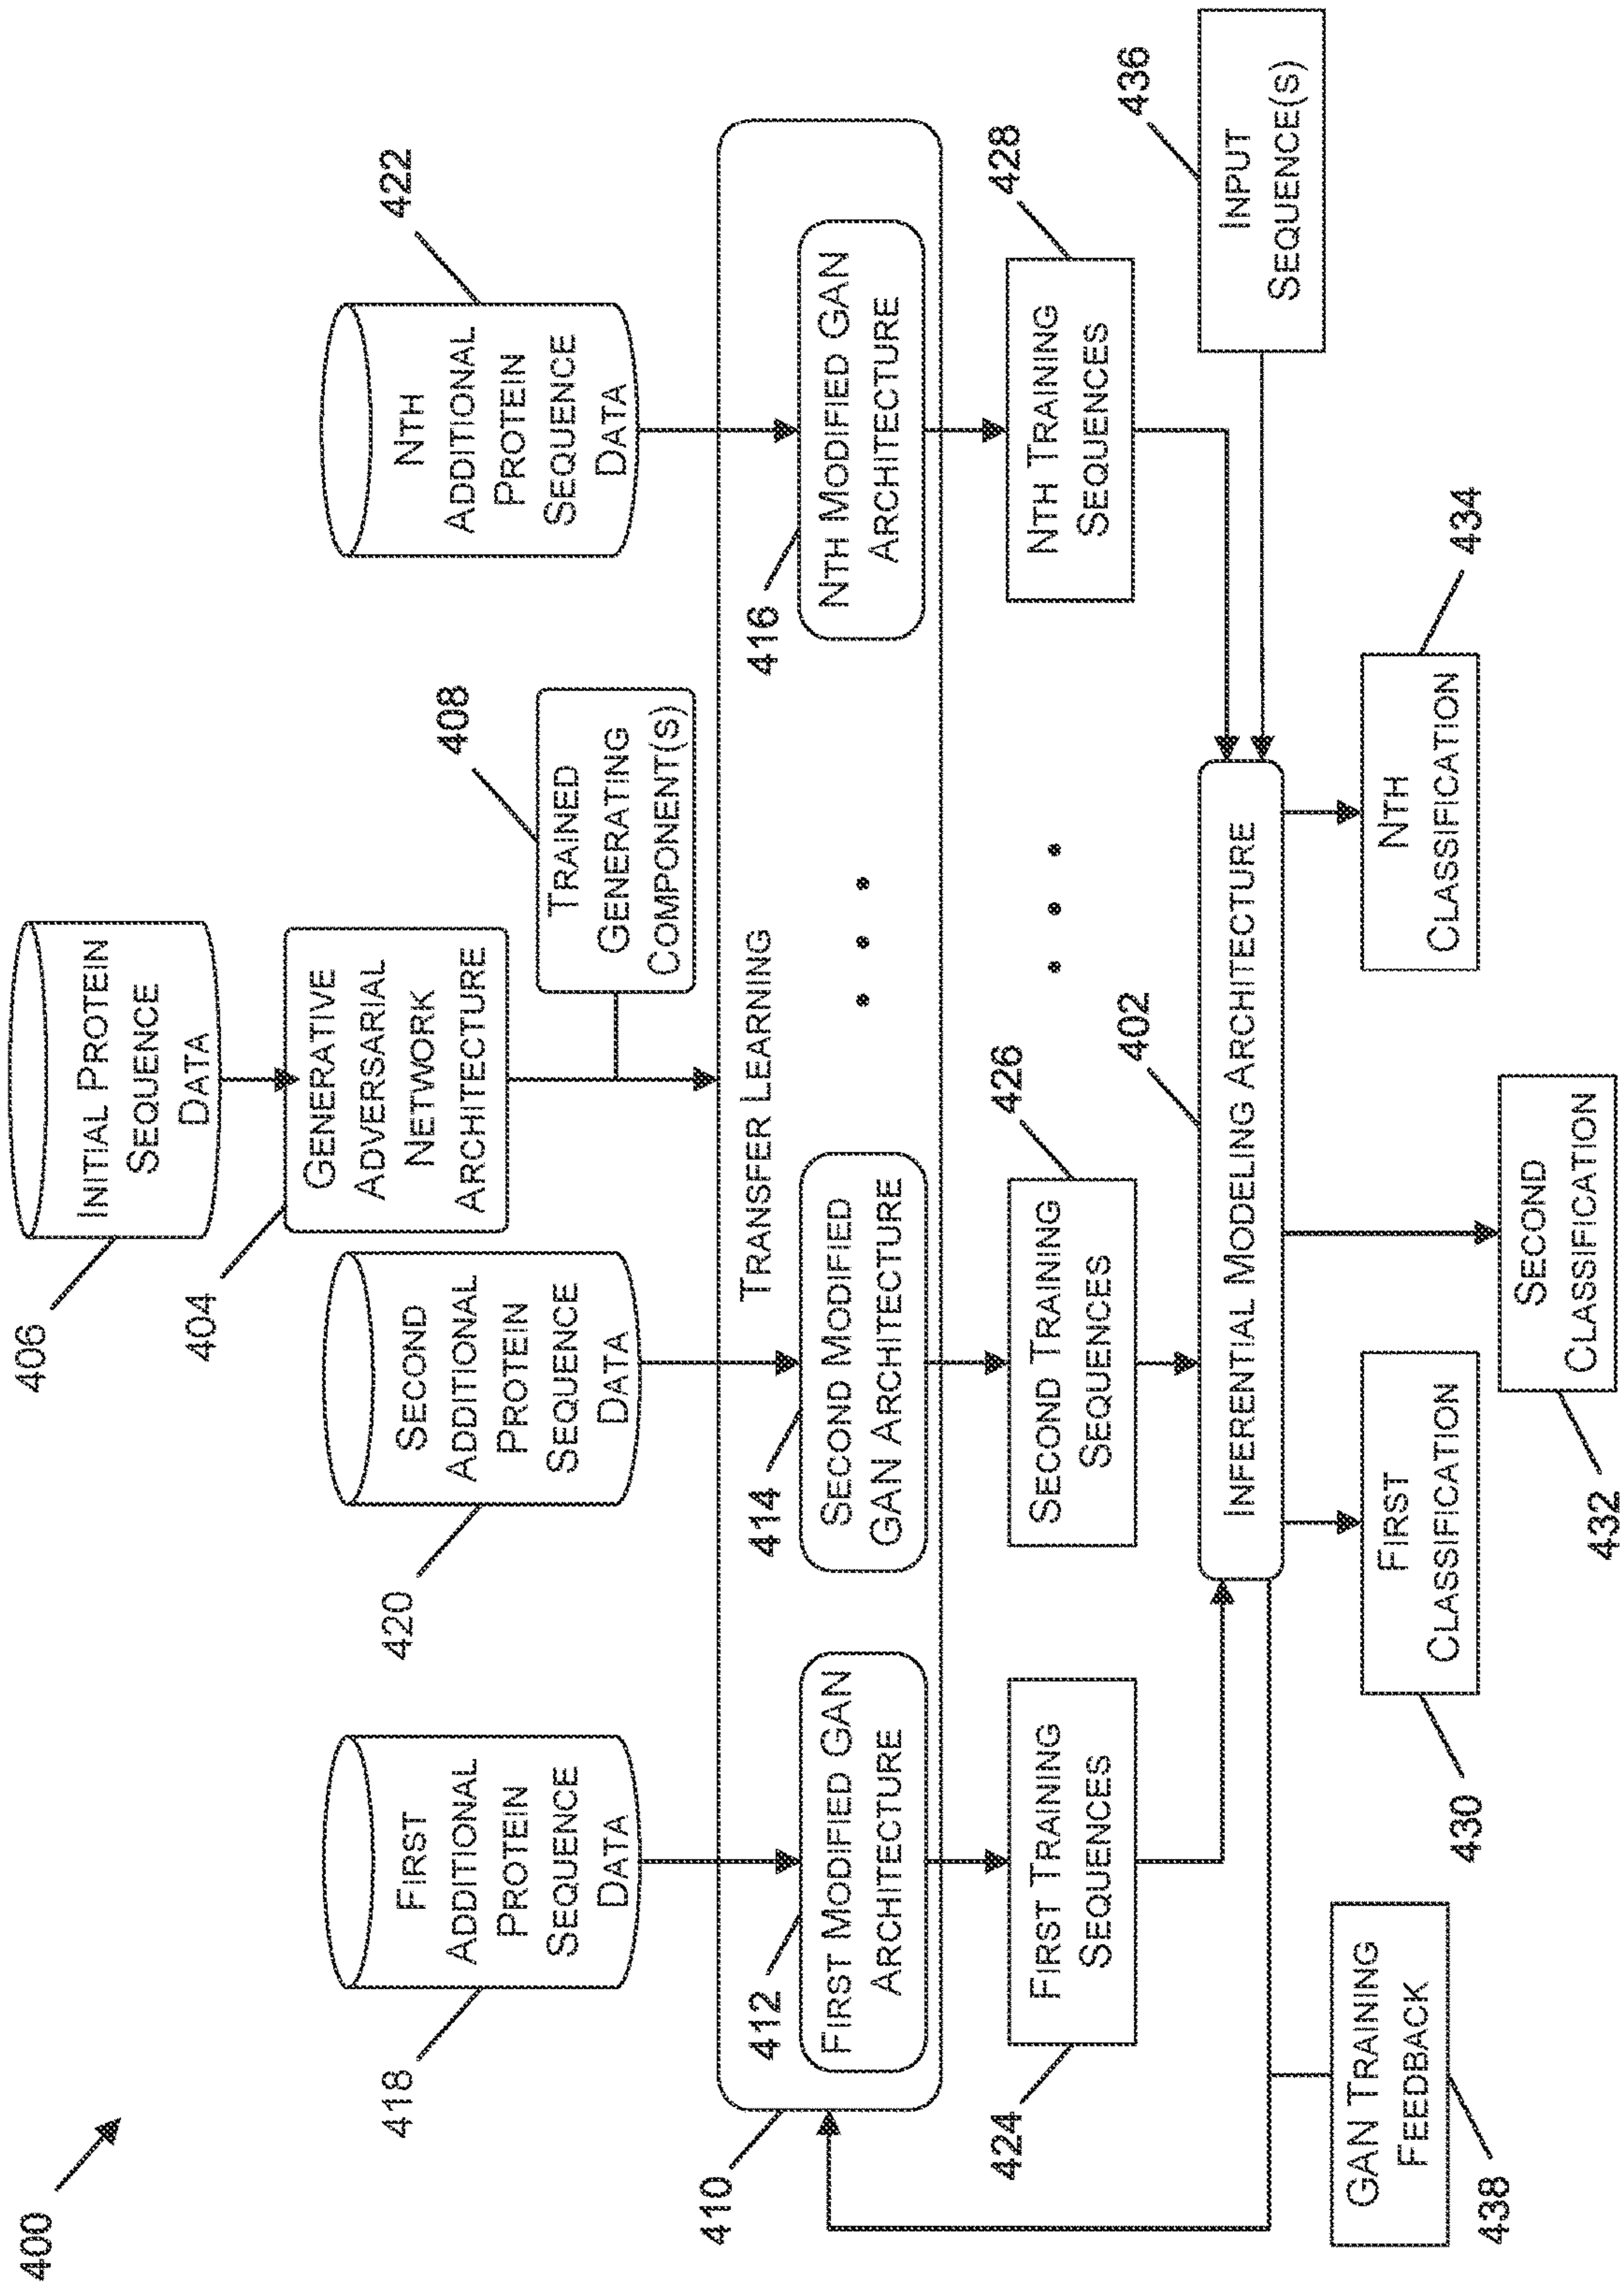 400
406
INITIAL PROTEIN
SEQUENCE
DATA
404
GENERATIVE
ADVERSARIAL
NETWORK
ARCHITECTURE
408
TRAINED
GENERATING
COMPONENT(S)
418
FIRST
ADDITIONAL
PROTEIN
SEQUENCE
DATA
420
SECOND
ADDITIONAL
PROTEIN
SEQUENCE
DATA
422
NTH
ADDITIONAL
PROTEIN
SEQUENCE
DATA
410
TRANSFER LEARNING
412
FIRST MODIFIED GAN
ARCHITECTURE
414
SECOND MODIFIED
GAN ARCHITECTURE
416
NTH MODIFIED GAN
ARCHITECTURE
424
FIRST TRAINING
SEQUENCES
426
SECOND TRAINING
SEQUENCES
428
NTH TRAINING
SEQUENCES
402
INFERENTIAL MODELING ARCHITECTURE
436
INPUT
SEQUENCE(S)
FIRST
CLASSIFICATION
430
SECOND
CLASSIFICATION
432
NTH
CLASSIFICATION
434
GAN TRAINING
FEEDBACK
438